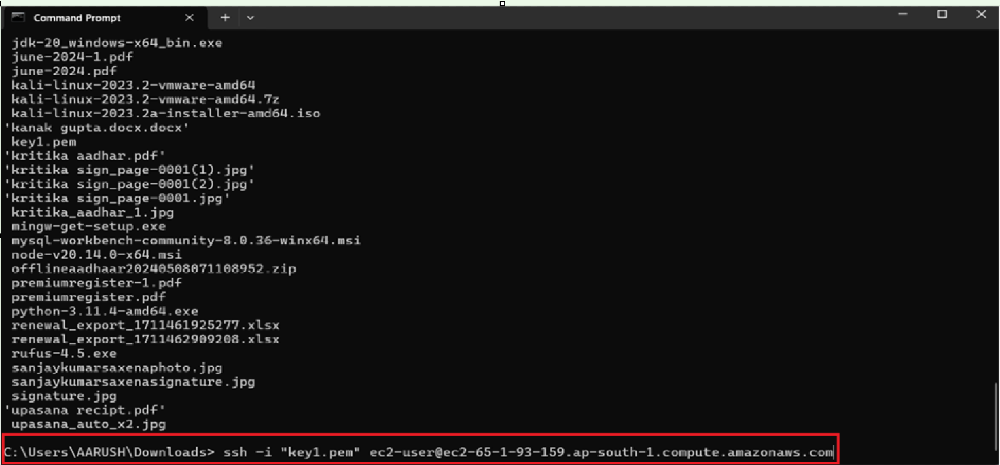 Command Prompt
jdk-20_windows-x64_bin.exe
june-2024-1.pdf
june-2024.pdf
kali-linux-2023.2-vmware-amd64
kali-linux-2023.2-vmware-amd64.7z
kali-linux-2023.2a-installer-amd64.iso
'kanak gupta.docx.docx'
key1.pem
'kritika aadhar.pdf'
'kritika sign_page-0001(1).jpg'
'kritika sign_page-0001(2).jpg'
'kritika sign_page-0001.jpg'
kritika_aadhar_1.jpg
mingw-get-setup.exe
mysql-workbench-community-8.0.36-winx64.msi
node-v20.14.0-x64.msi
offlineaadhaar20240508071108952.zip
premiumregister-1.pdf
premiumregister.pdf
python-3.11.4-amd64.exe
renewal_export_1711461925277.xlsx
renewal_export_1711462909208.xlsx
rufus-4.5.exe
sanjaykumarsaxenaphoto.jpg
sanjaykumarsaxenasignature.jpg
signature.jpg
'upasana recipt.pdf'
upasana_auto_x2.jpg
C:\Users\AARUSH\Downloads> ssh -i "key1.pem" ec2-user@ec2-65-1-93-159.ap-south-1.compute.amazonaws.com